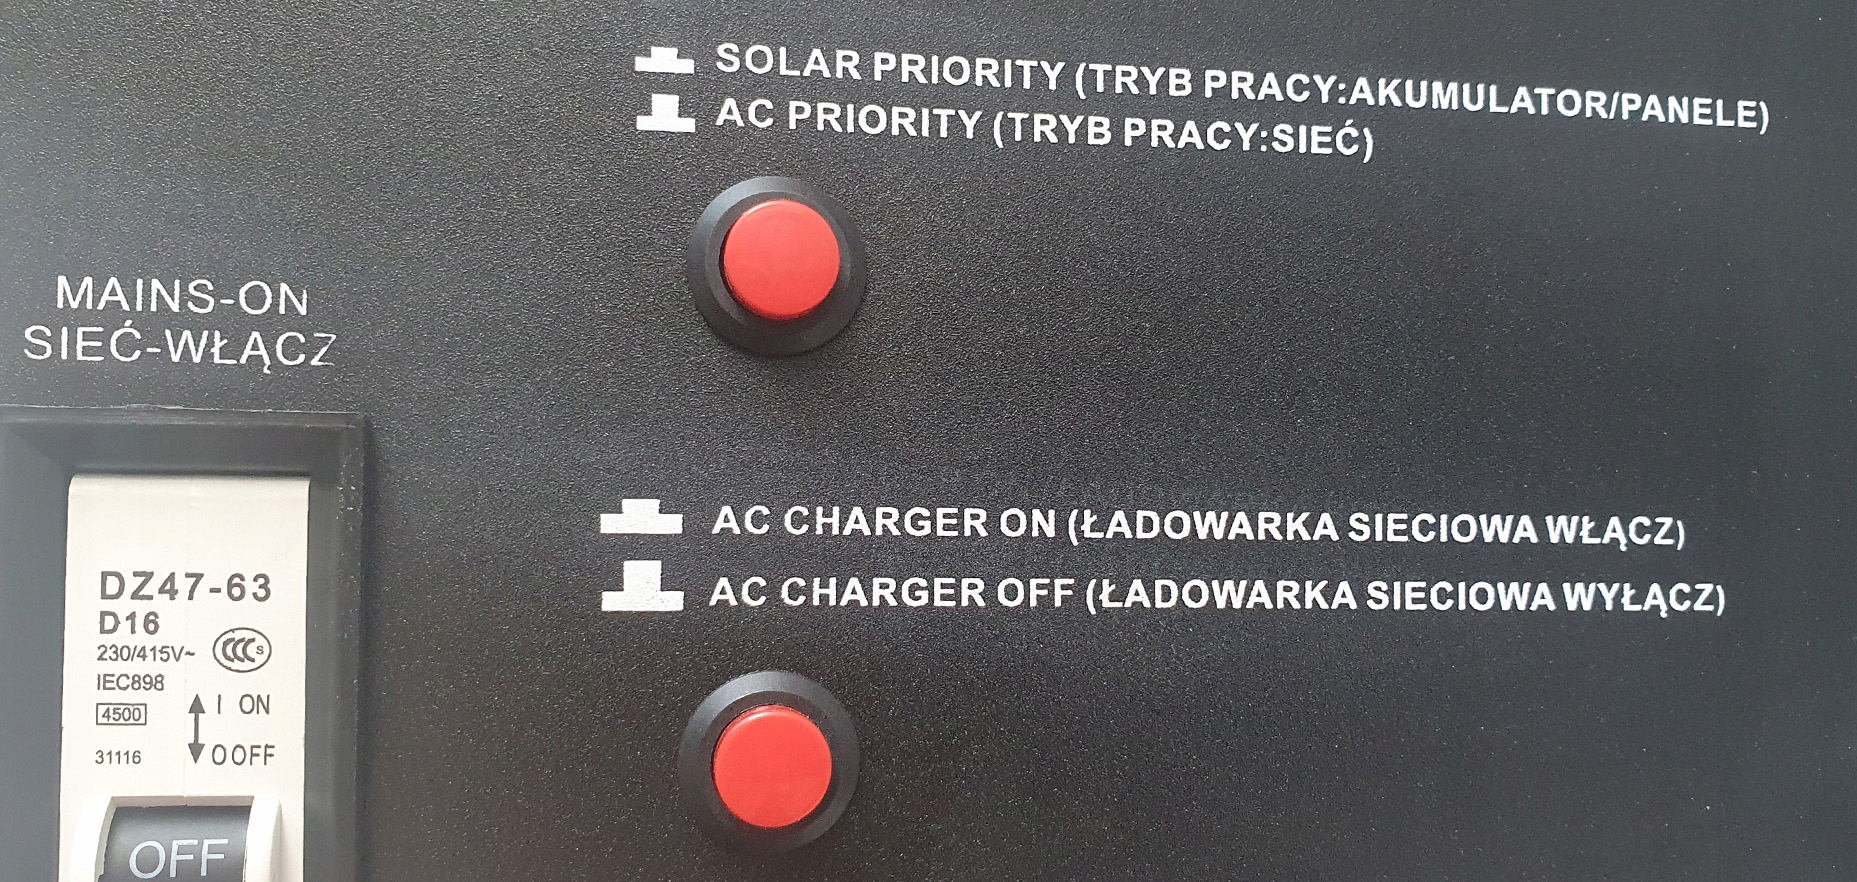 SOLAR PRIORITY (TRYB PRACY:AKUMULATOR/PANELE)
AC PRIORITY (TRYB PRACY:SIEĆ)
MAINS-ON
SIEĆ-WŁĄCZ
AC CHARGER ON (ŁADOWARKA SIECIOWA WŁĄCZ)
AC CHARGER OFF (ŁADOWARKA SIECIOWA WYŁĄCZ)
DZ47-63
D16
230/415V~
CCC S
IEC898
4500
I ON
31116
O OFF
OFF